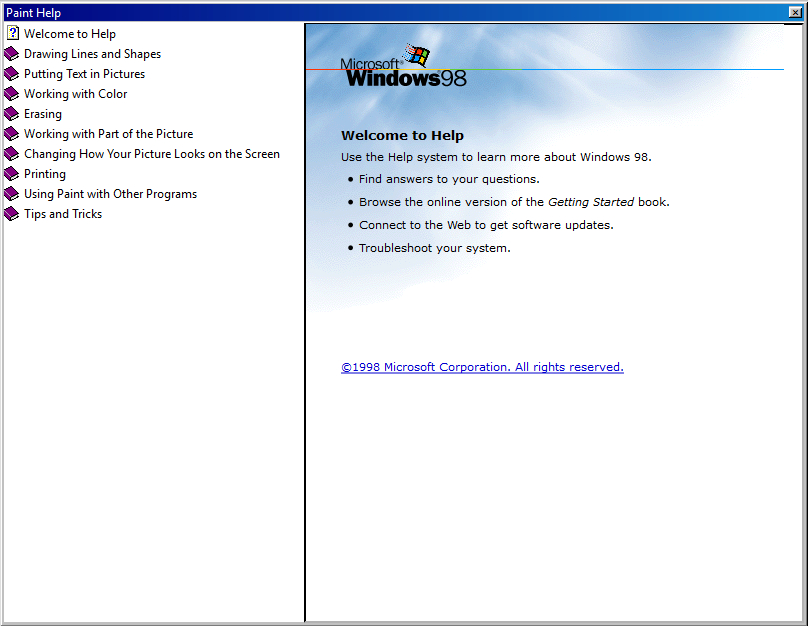 Paint Help
Welcome to Help
Drawing Lines and Shapes
Putting Text in Pictures
Working with Color
Erasing
Working with Part of the Picture
Changing How Your Picture Looks on the Screen
Printing
Using Paint with Other Programs
Tips and Tricks
Microsoft
Windows98
Welcome to Help
Use the Help system to learn more about Windows 98.
• Find answers to your questions.
• Browse the online version of the Getting Started book.
• Connect to the Web to get software updates.
• Troubleshoot your system.
©1998 Microsoft Corporation. All rights reserved.